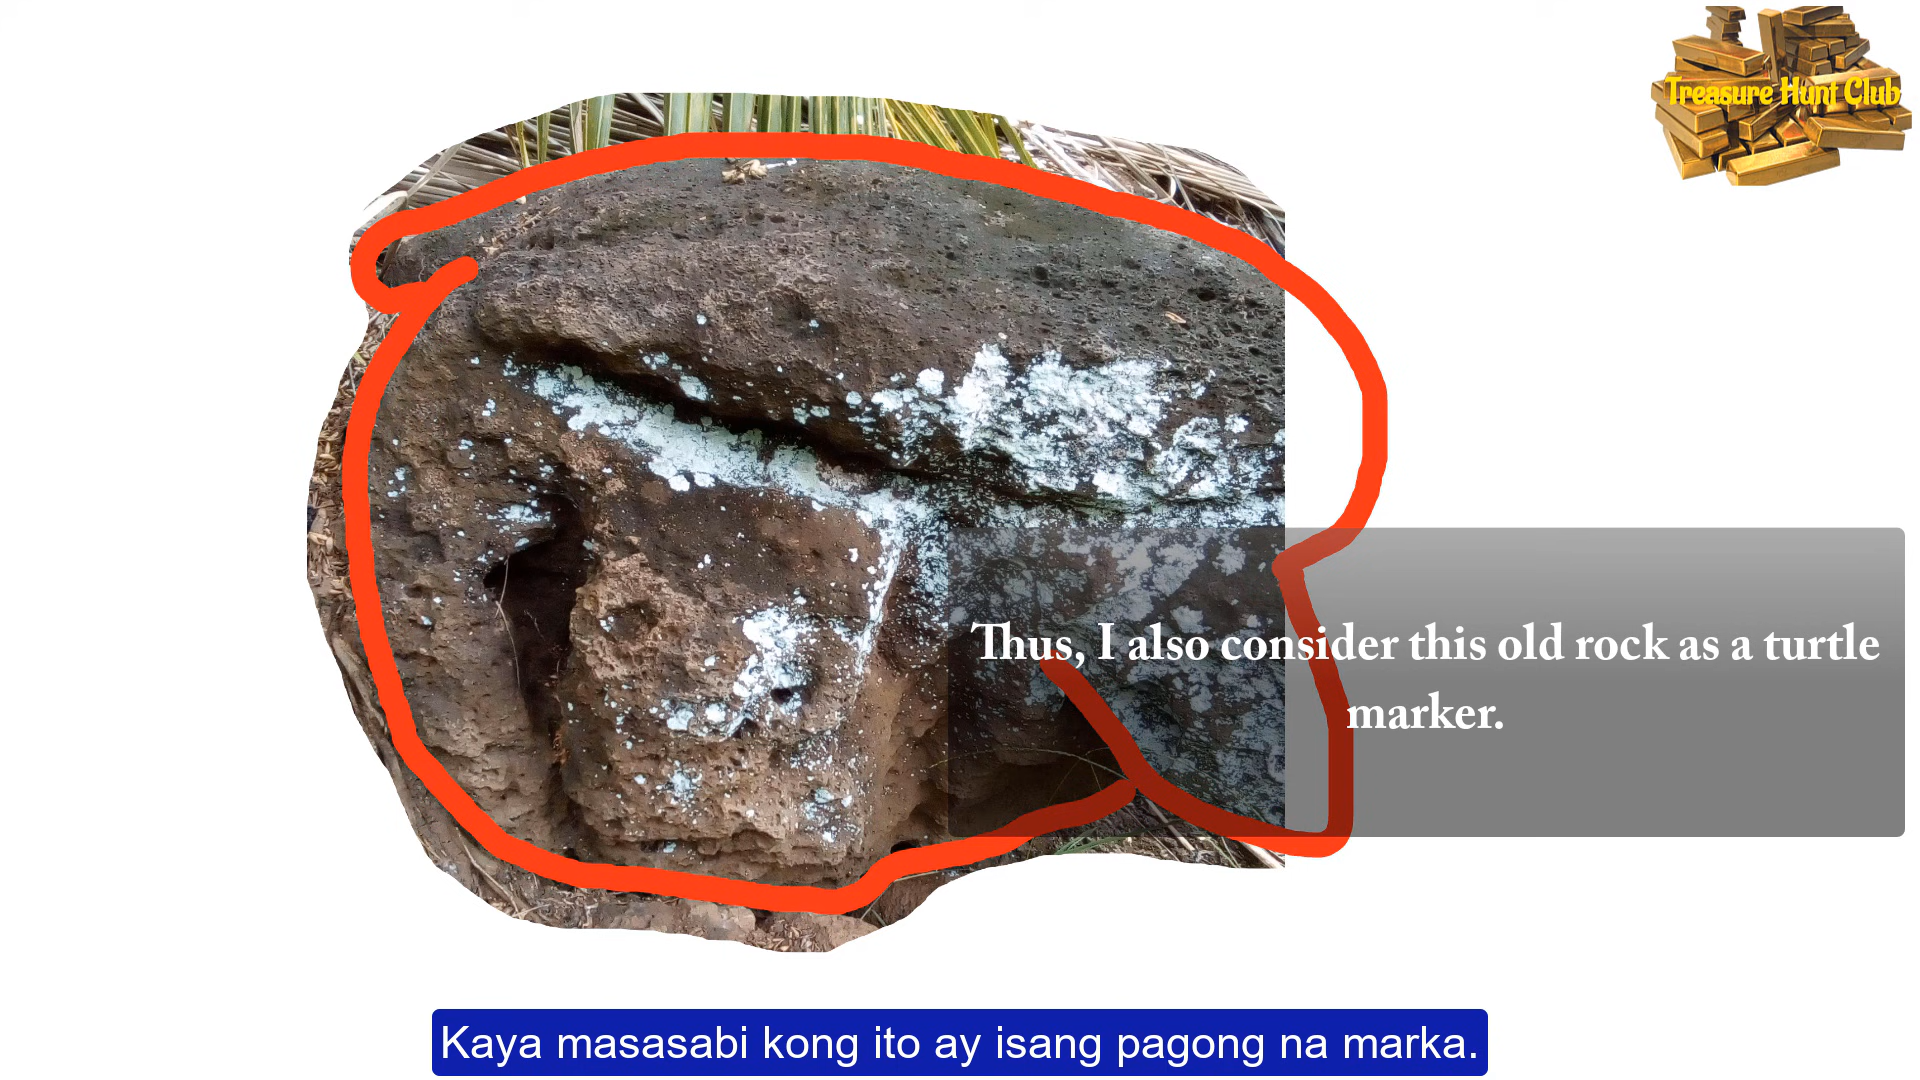 Treasure Hunt Club
Thus, I also consider this old rock as a turtle
marker.
Kaya masasabi kong ito ay isang pagong na marka.